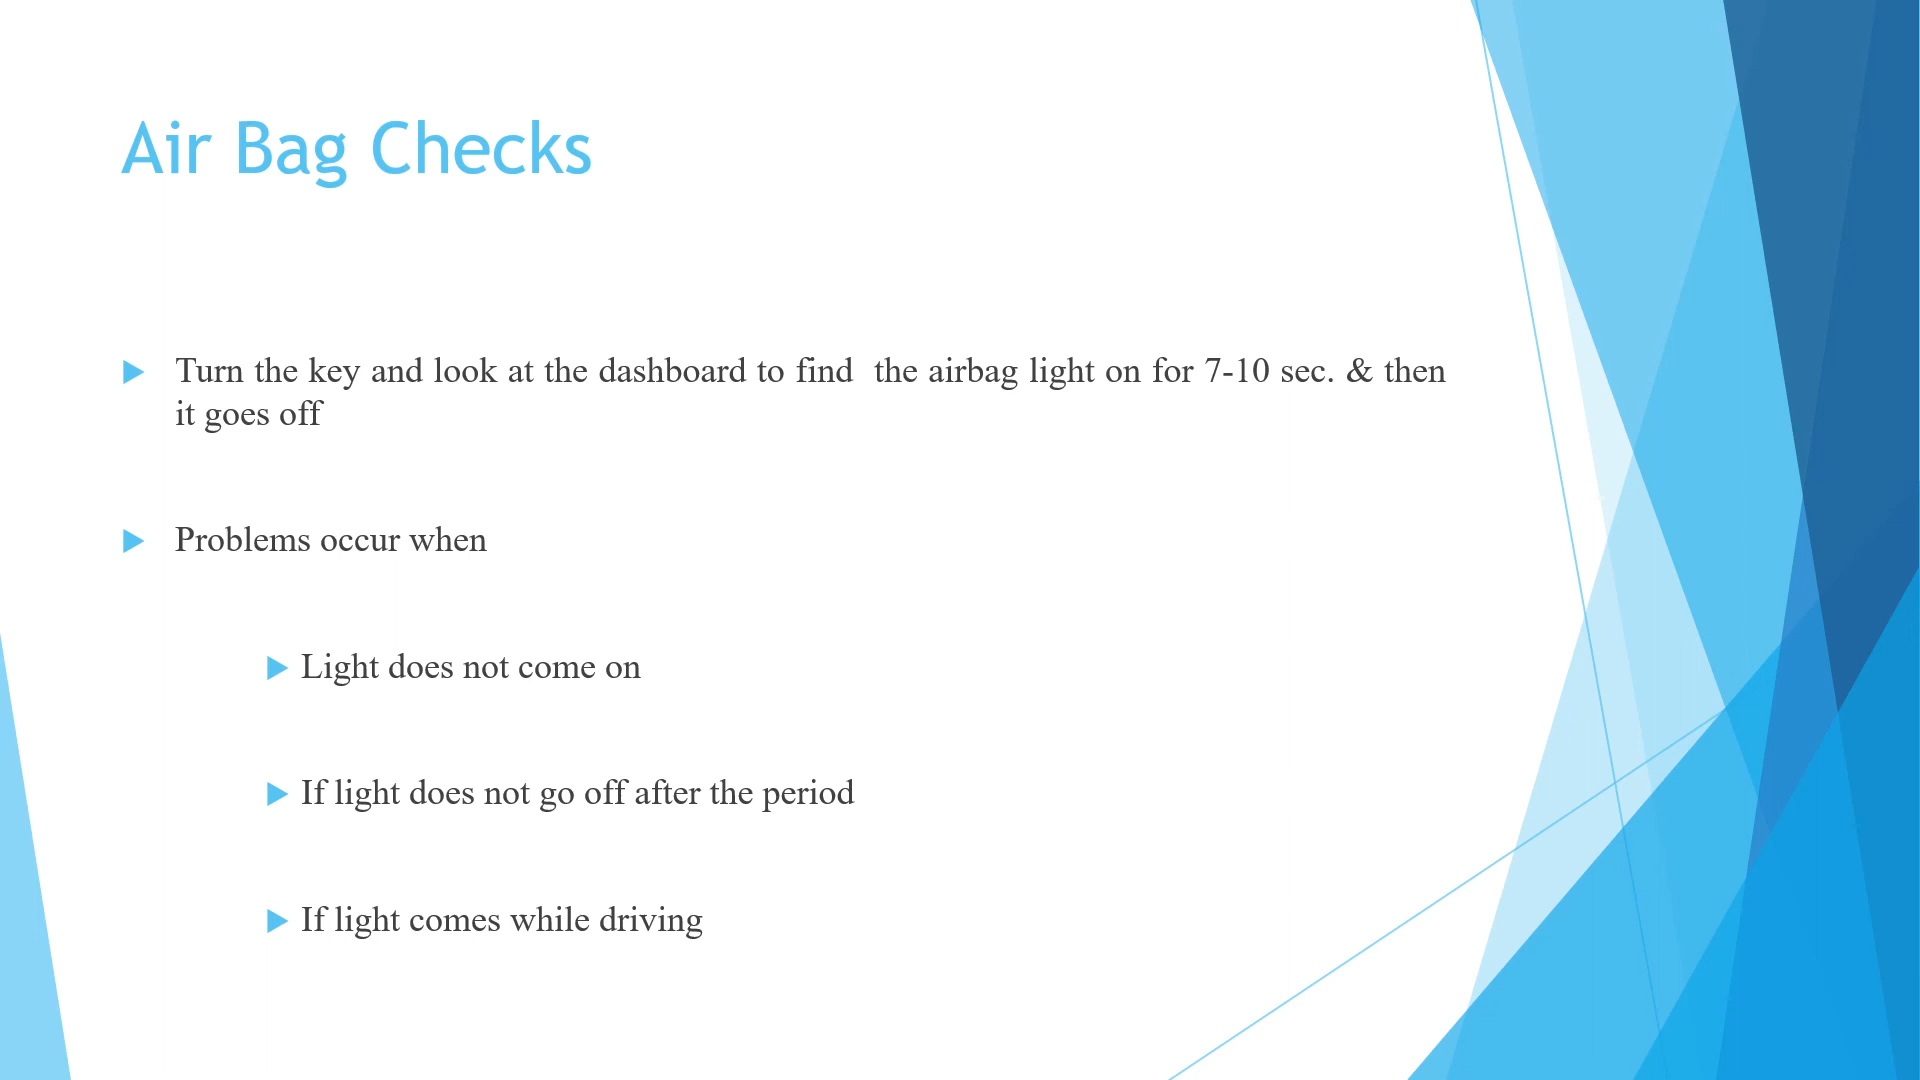 Air Bag Checks
Turn the key and look at the dashboard to find  the airbag light on for 7-10 sec. & then
it goes off
Problems occur when
Light does not come on
If light does not go off after the period
If light comes while driving